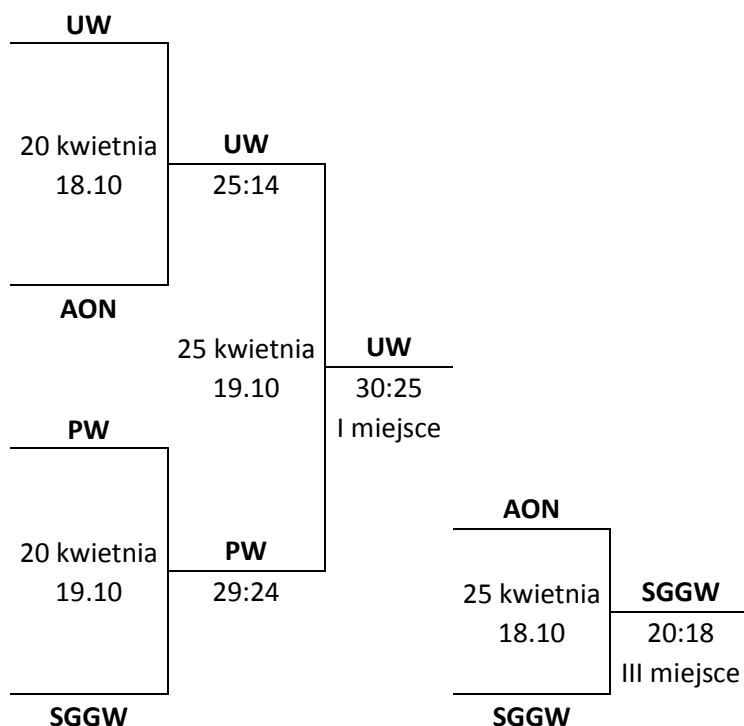 UW
20 kwietnia
18.10
UW
25:14
AON
25 kwietnia
19.10
UW
30:25
I miejsce
PW
20 kwietnia
19.10
PW
29:24
SGGW
AON
25 kwietnia
18.10
SGGW
20:18
III miejsce
SGGW